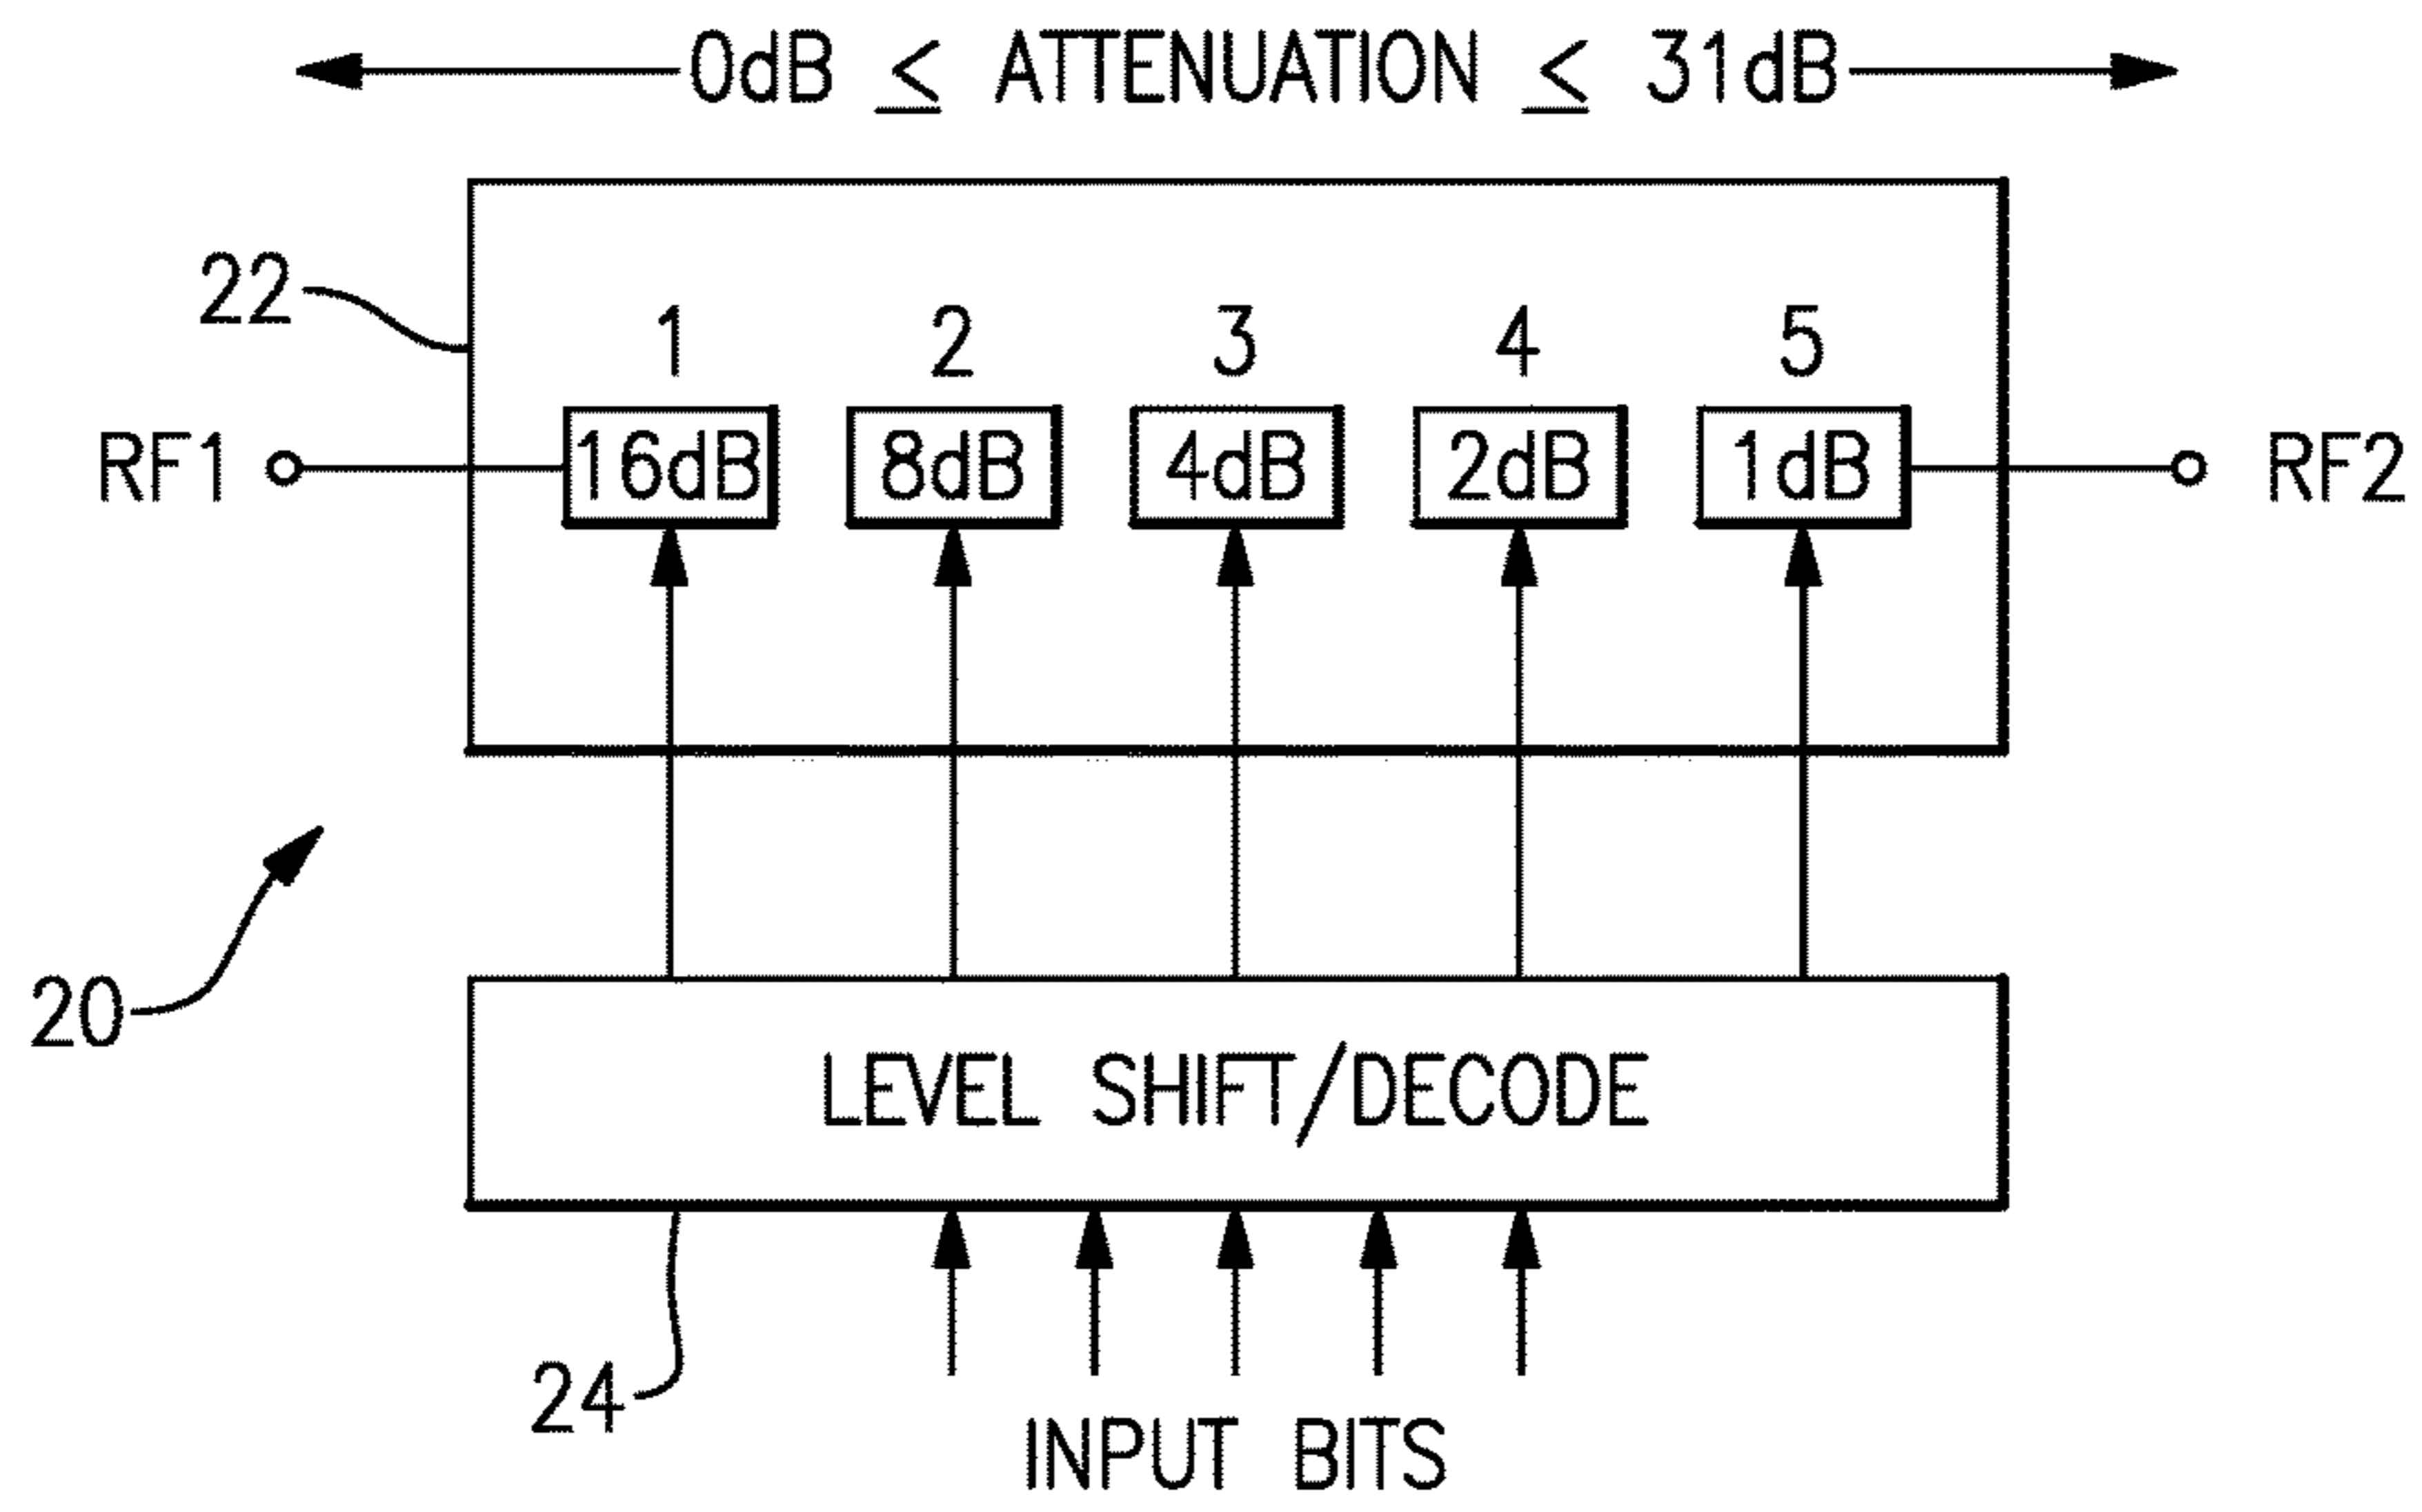 0dB ≤ ATTENUATION ≤ 31dB
22
1 2 3 4 5
RF1 16dB 8dB 4dB 2dB 1dB RF2
20
LEVEL SHIFT/DECODE
24
INPUT BITS